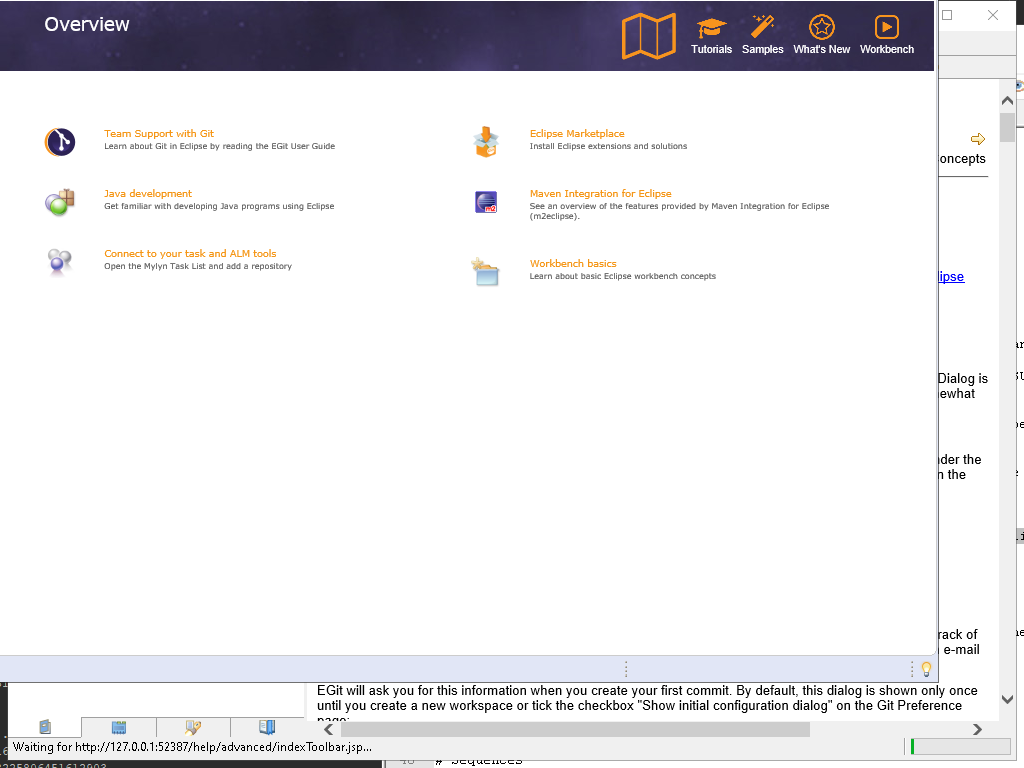 Overview
Tutorials
Samples
What's New
Workbench
Team Support with Git
Learn about Git in Eclipse by reading the EGit User Guide
Java development
Get familiar with developing Java programs using Eclipse
Connect to your task and ALM tools
Open the Mylyn Task List and add a repository
Eclipse Marketplace
Install Eclipse extensions and solutions
Maven Integration for Eclipse
See an overview of the features provided by Maven Integration for Eclipse
(m2eclipse).
Workbench basics
Learn about basic Eclipse workbench concepts
oncepts
lipse
Dialog is
ewhat
nder the
n the
rack of
e-mail
EGit will ask you for this information when you create your first commit. By default, this dialog is shown only once
until you create a new workspace or tick the checkbox "Show initial configuration dialog" on the Git Preference
page:
Waiting for http://127.0.0.1:52387/help/advanced/indexToolbar.jsp...
# Sequences